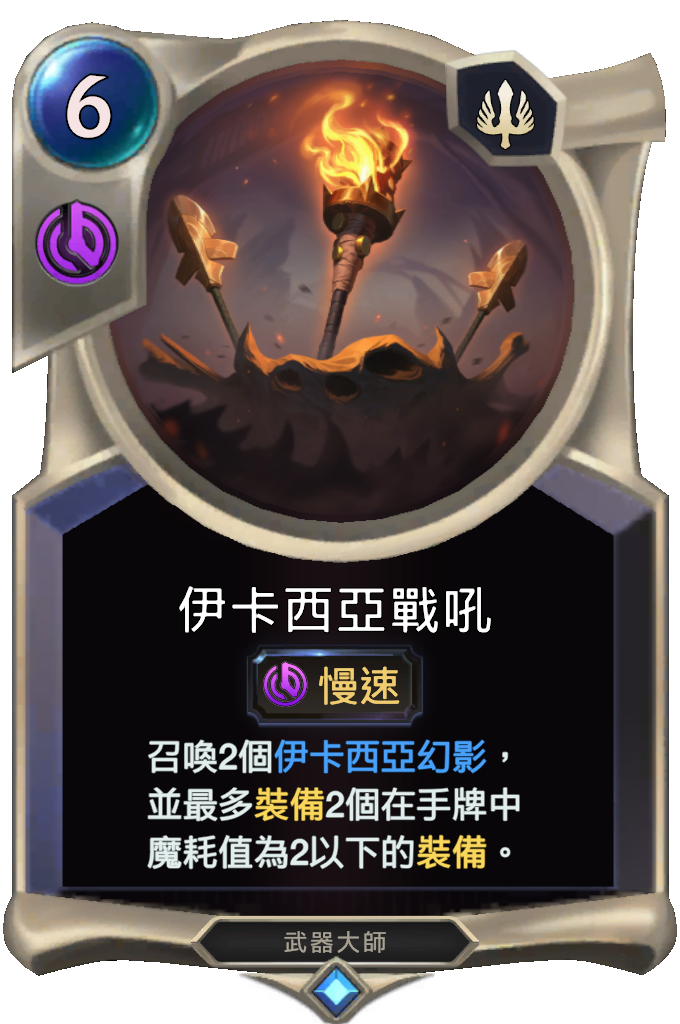 6
伊卡西亞戰吼
慢速
召喚2個伊卡西亞幻影，
並最多裝備2個在手牌中
魔耗值為2以下的裝備。
武器大師